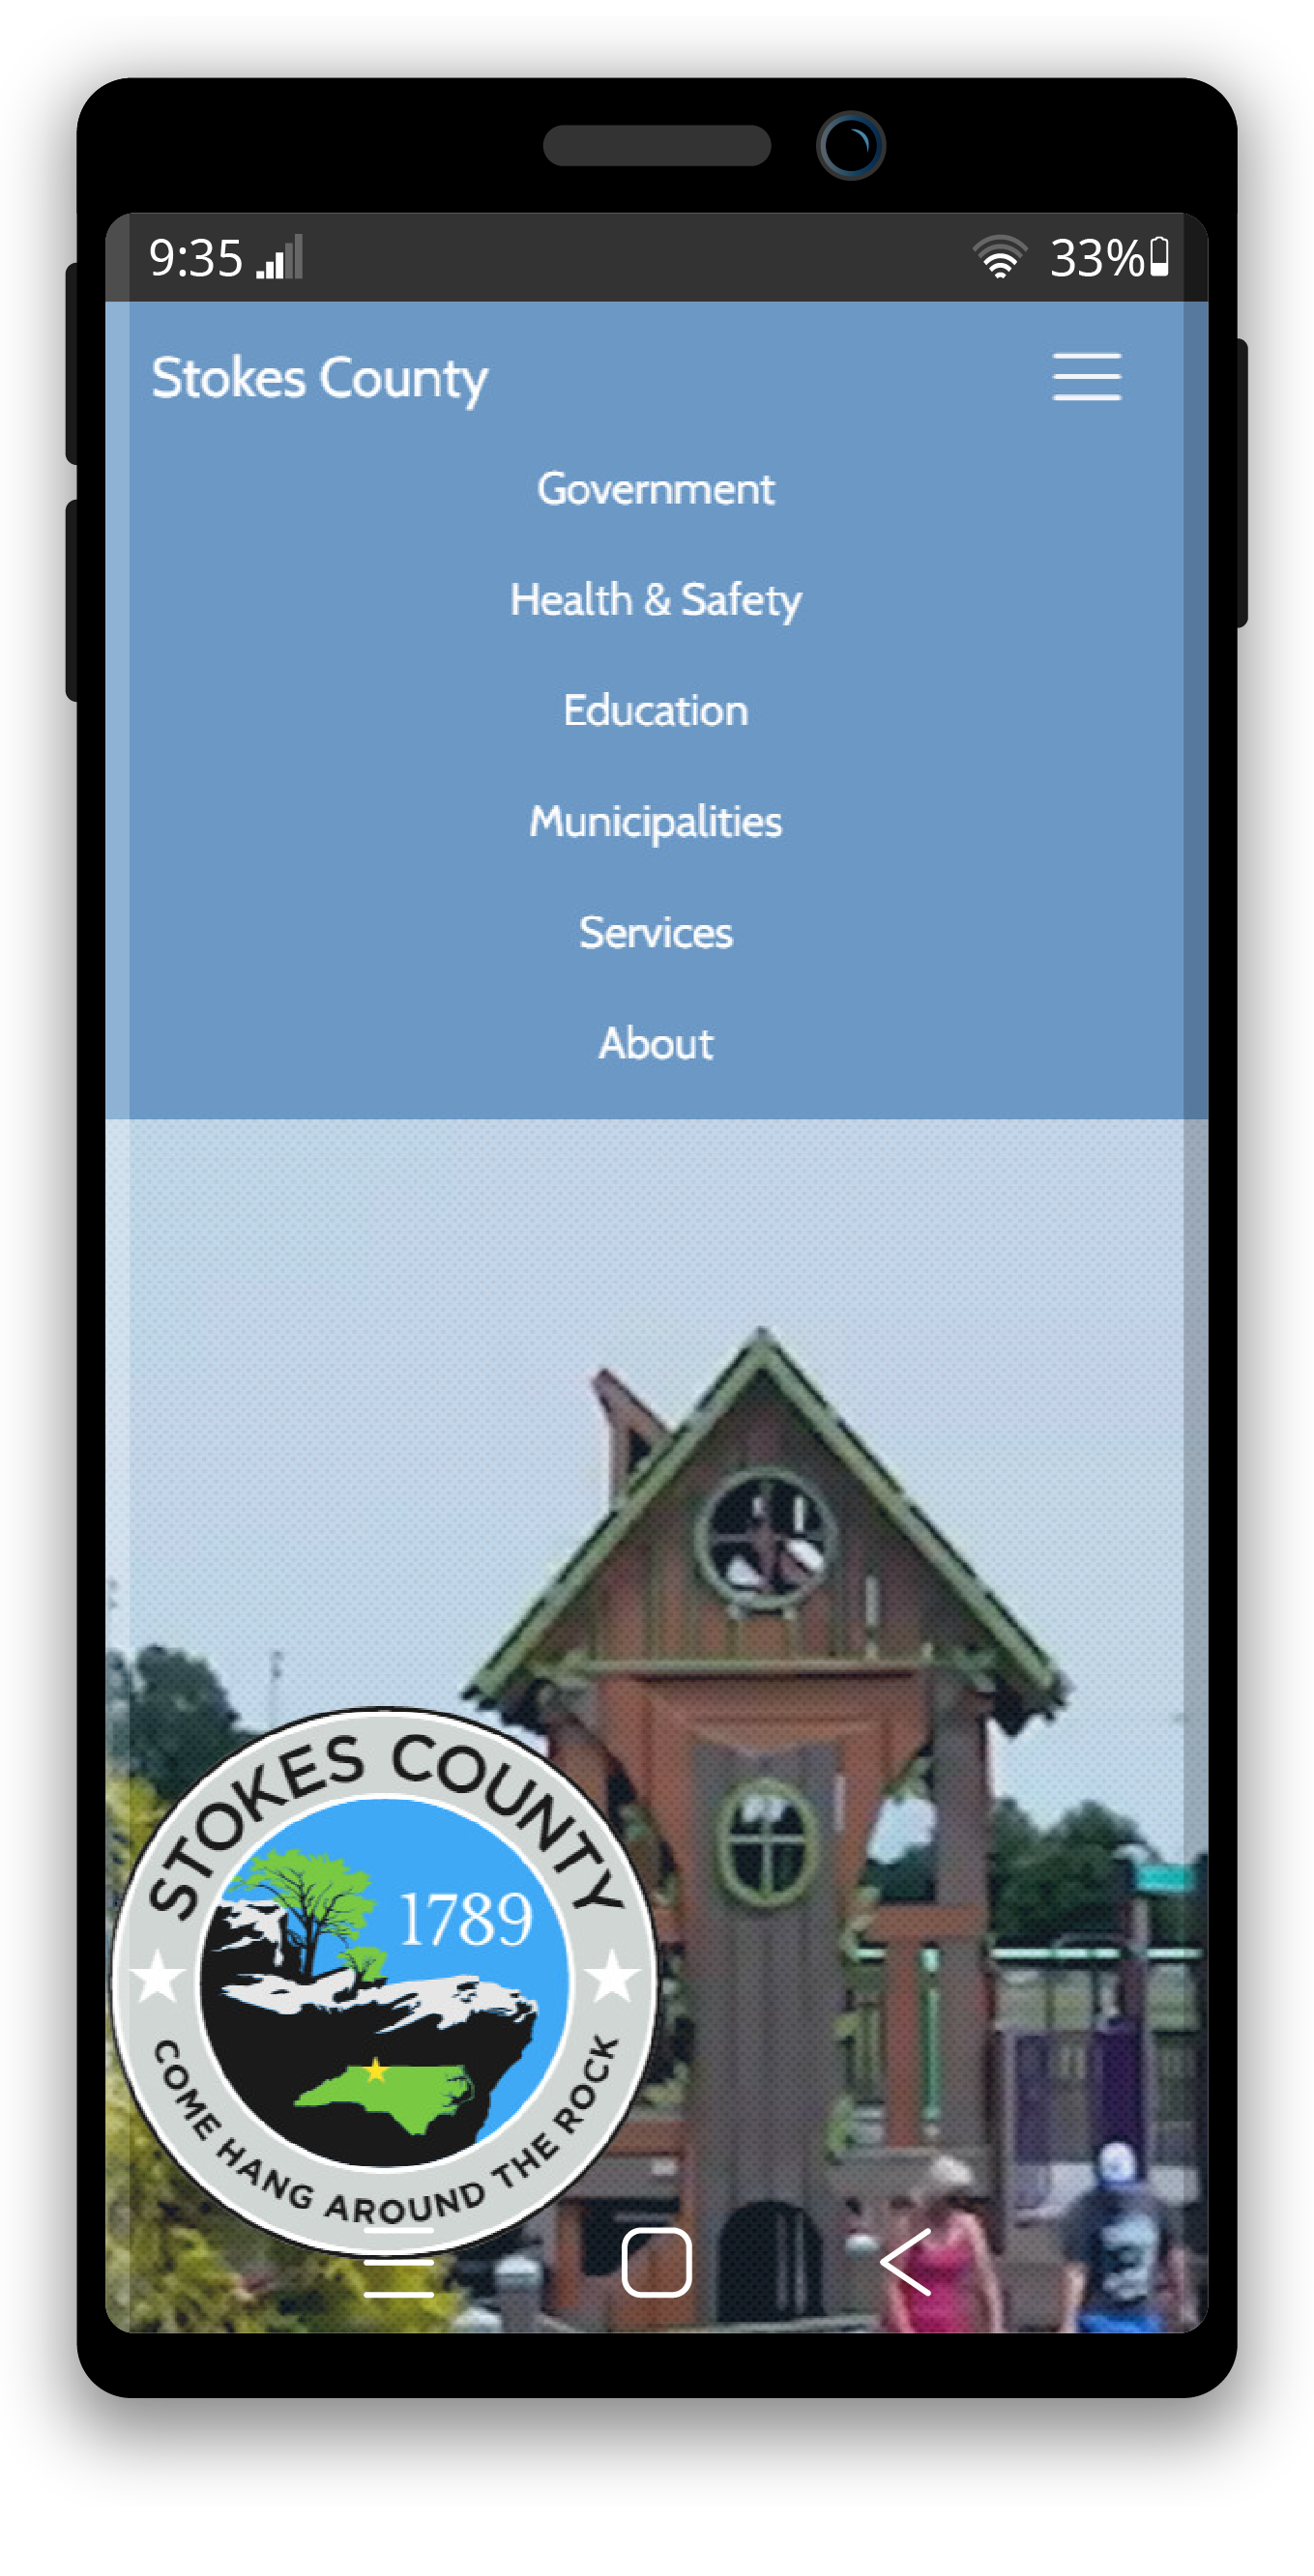 9:35
33%
Stokes County
Government
Health & Safety
Education
Municipalities
Services
About
STOKES COUNTY
1789
COME HANG AROUND THE ROCK